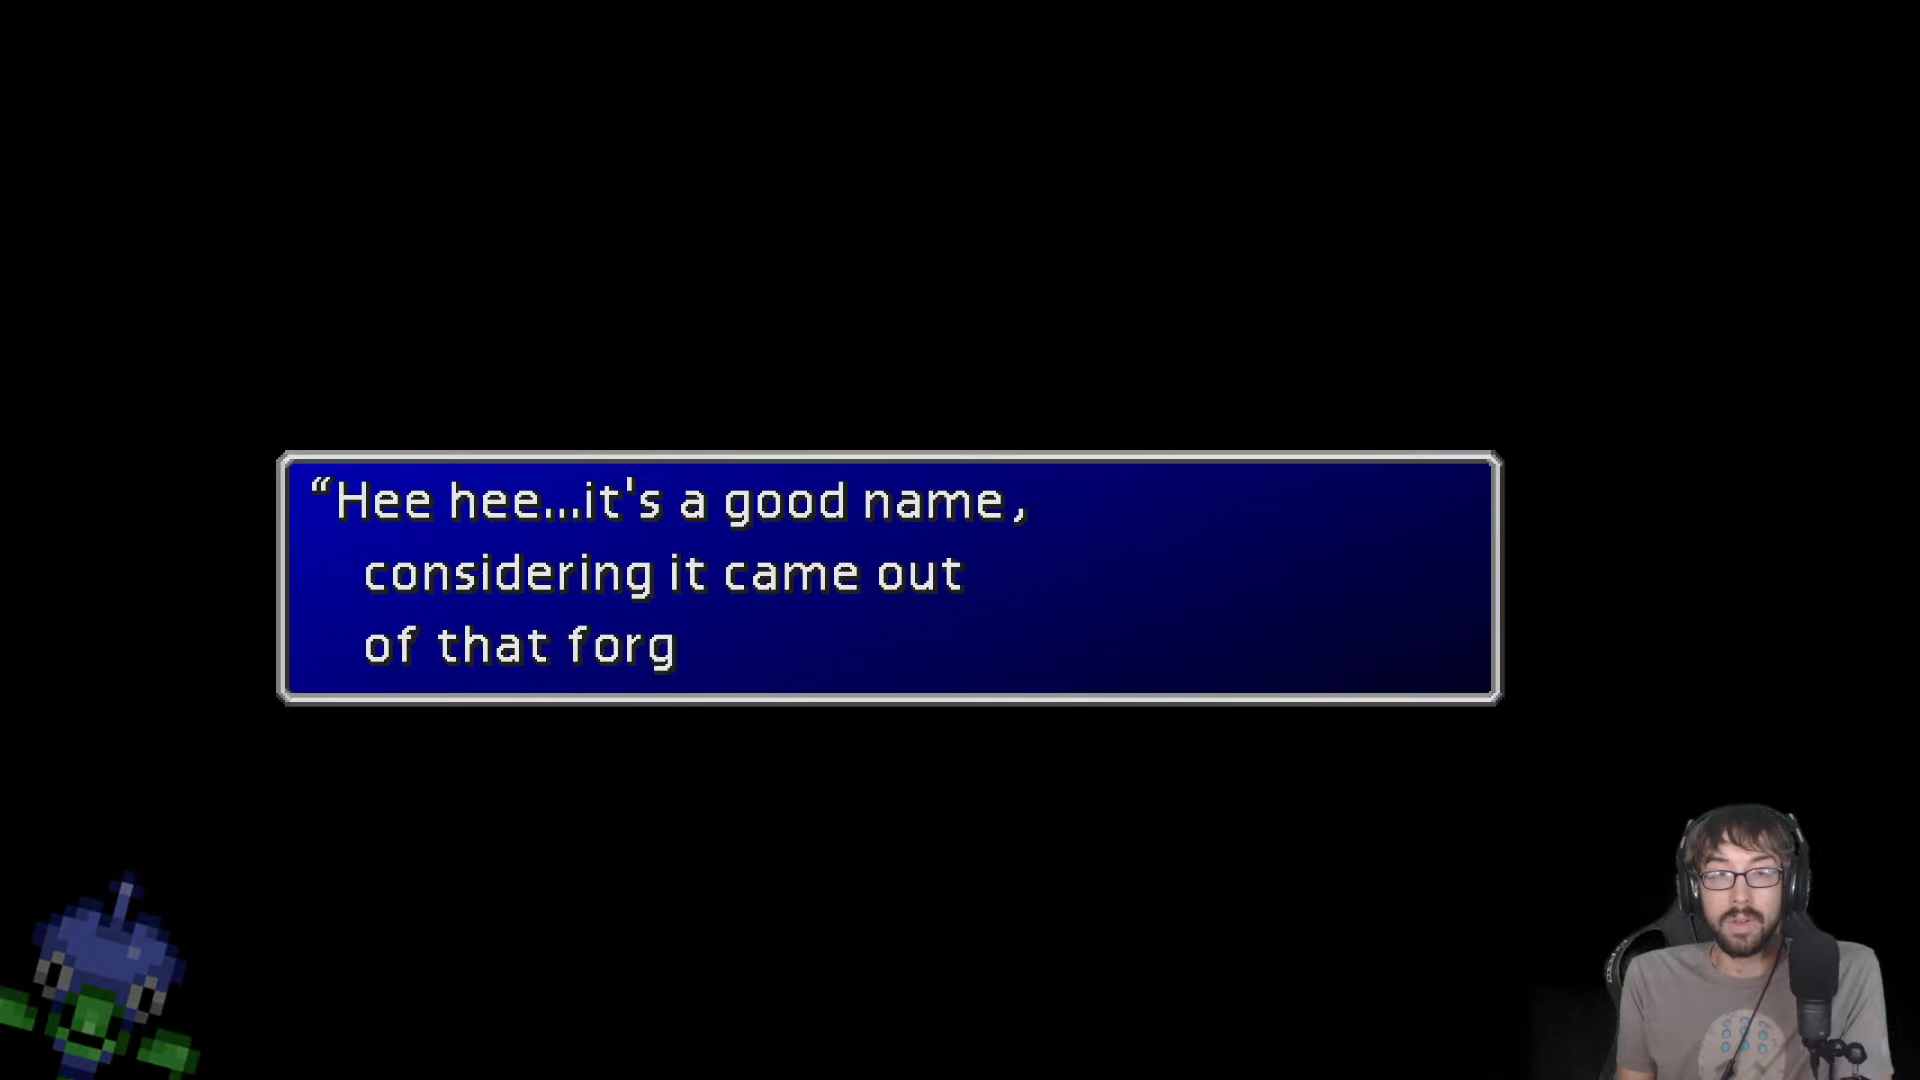 “Hee hee...it's a good name,
considering it came out
of that forg